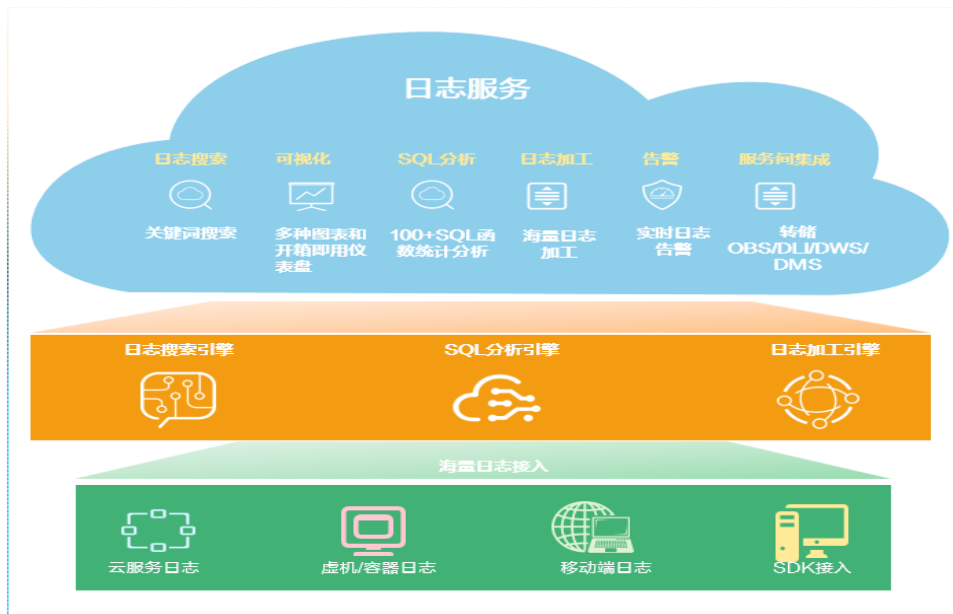 日志服务
日志搜索 可视化 SQL分析 日志加工 告警 服务间集成
关键词搜索
多种图表和
开箱即用仪
表盘
100+SQL函
数统计分析
海量日志
加工
实时日志
告警
转储
OBS/DLI/DWS/
DMS
日志搜索引擎 SQL分析引擎 日志加工引擎
海量日志接入
云服务日志 虚机/容器日志 移动端日志 SDK接入